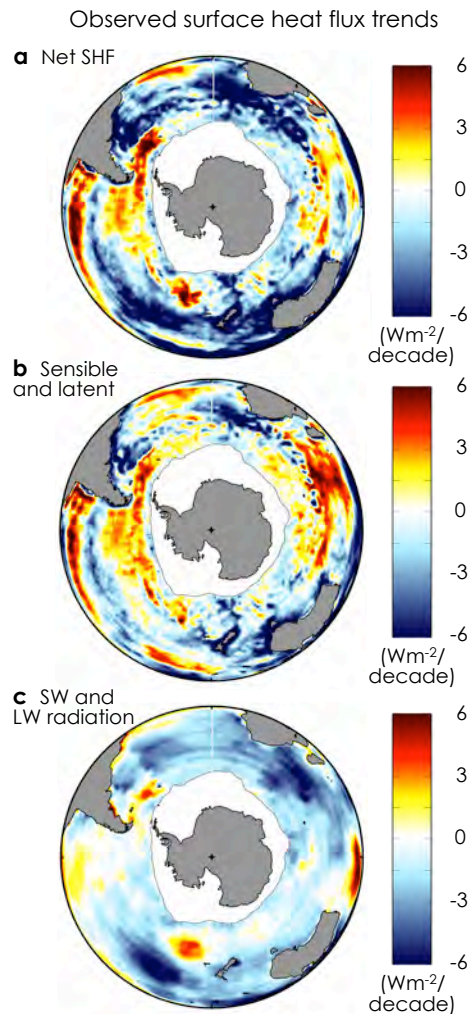 Observed surface heat flux trends
a Net SHF
6
3
0
-3
-6
(Wm-2/
decade)
b Sensible
and latent
6
3
0
-3
-6
(Wm-2/
decade)
c SW and
LW radiation
6
3
0
-3
-6
(Wm-2/
decade)